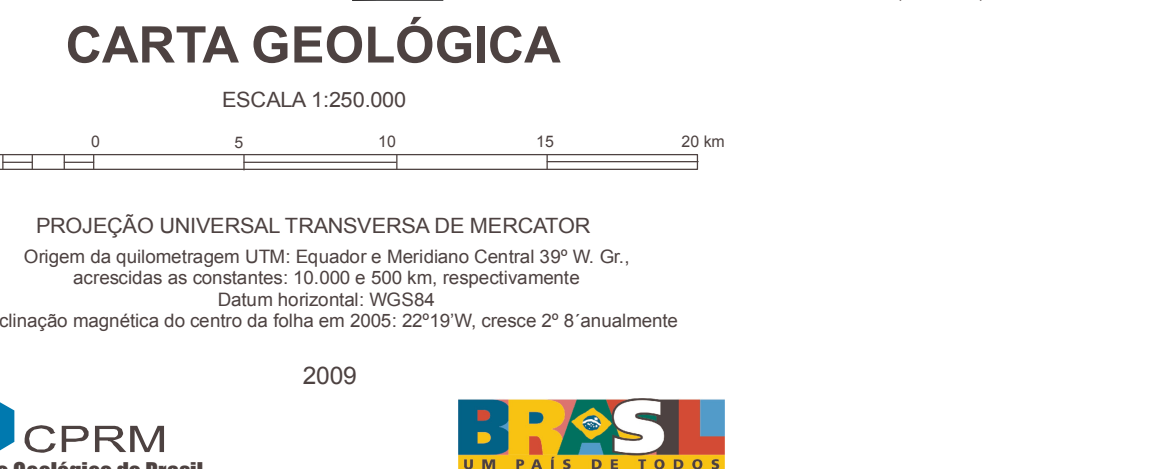 CARTA GEOLÓGICA
ESCALA 1:250.000
0 5 10 15 20 km
PROJEÇÃO UNIVERSAL TRANSVERSA DE MERCATOR
Origem da quilometragem UTM: Equador e Meridiano Central 39º W. Gr.,
acrescidas as constantes: 10.000 e 500 km, respectivamente
Datum horizontal: WGS84
clinação magnética do centro da folha em 2005: 22º19’W, cresce 2º 8´anualmente
2009
CPRM
Geológico do Brasil
BRASIL
UM PAÍS DE TODOS